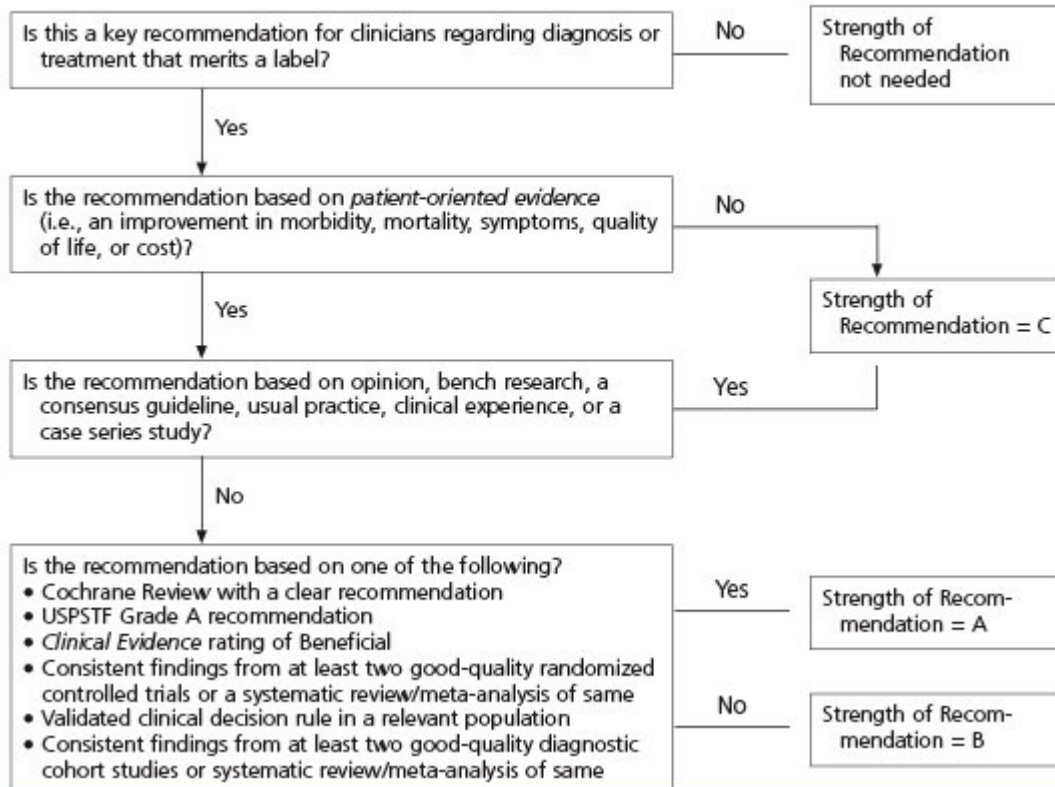 Is this a key recommendation for clinicians regarding diagnosis or
treatment that merits a label?
No
Strength of
Recommendation
not needed
Yes
Is the recommendation based on patient-oriented evidence
(i.e., an improvement in morbidity, mortality, symptoms, quality
of life, or cost)?
No
Strength of
Recommendation = C
Yes
Is the recommendation based on opinion, bench research, a
consensus guideline, usual practice, clinical experience, or a
case series study?
Yes
No
Is the recommendation based on one of the following?
• Cochrane Review with a clear recommendation
• USPSTF Grade A recommendation
• Clinical Evidence rating of Beneficial
• Consistent findings from at least two good-quality randomized
controlled trials or a systematic review/meta-analysis of same
• Validated clinical decision rule in a relevant population
• Consistent findings from at least two good-quality diagnostic
cohort studies or systematic review/meta-analysis of same
Yes
Strength of Recom-
mendation = A
No
Strength of Recom-
mendation = B